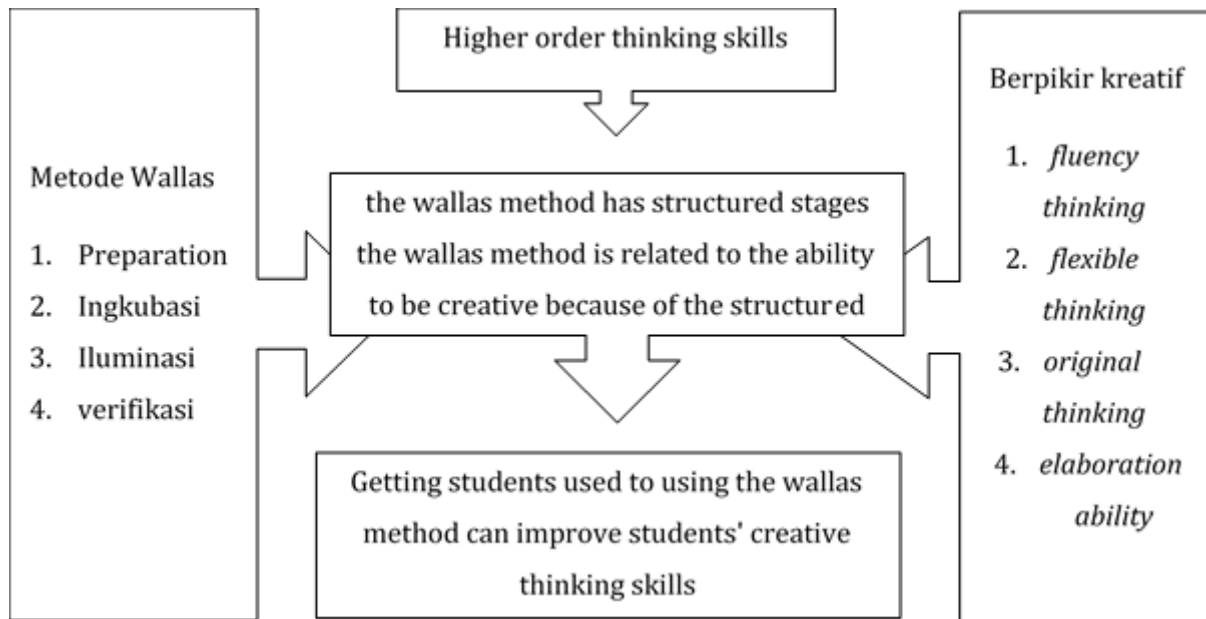 Higher order thinking skills
Metode Wallas
1. Preparation
2. Ingkubasi
3. Iluminasi
4. verifikasi
the wallas method has structured stages
the wallas method is related to the ability
to be creative because of the structured
Getting students used to using the wallas
method can improve students' creative
thinking skills
Berpikir kreatif
1. fluency
thinking
2. flexible
thinking
3. original
thinking
4. elaboration
ability